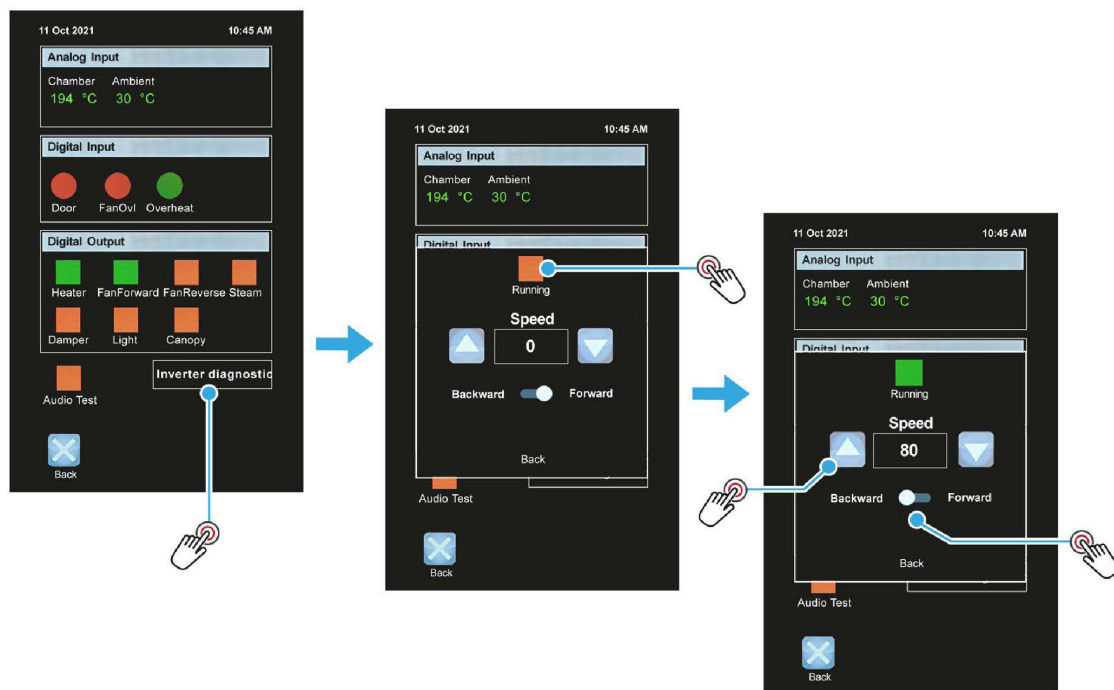 11 Oct 2021 10:45 AM
Analog Input
Chamber Ambient
194 °C 30 °C
Digital Input
Door FanOvl Overheat
Digital Output
Heater FanForward FanReverse Steam
Damper Light Canopy
Inverter diagnostic
Audio Test
Back
11 Oct 2021 10:45 AM
Analog Input
Chamber Ambient
194 °C 30 °C
Digital Input
Running
Speed
0
Backward Forward
Back
Audio Test
Back
11 Oct 2021 10:45 AM
Analog Input
Chamber Ambient
194 °C 30 °C
Digital Input
Running
Speed
80
Backward Forward
Back
Audio Test
Back